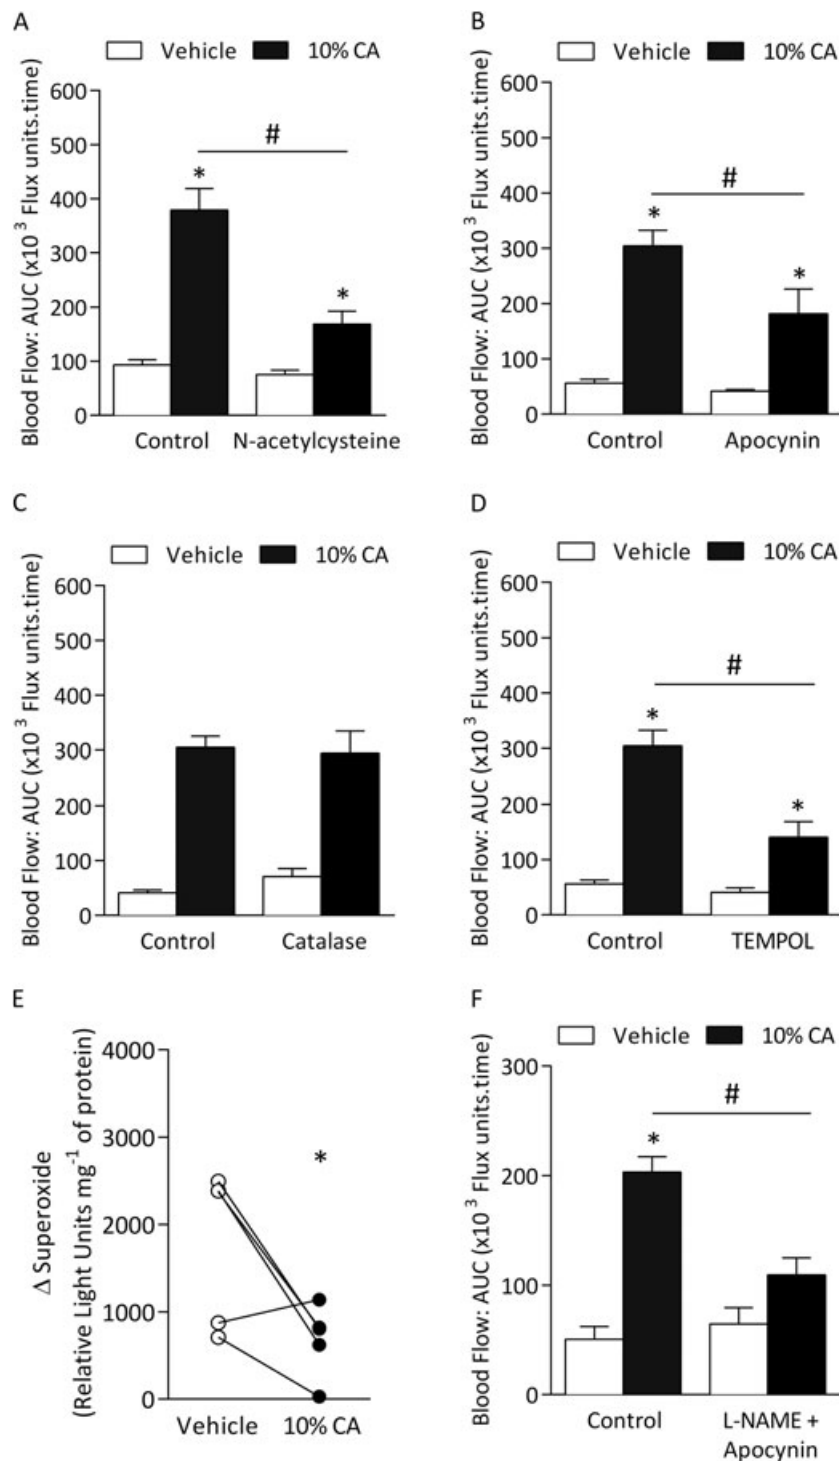 A
Vehicle 10% CA
Blood Flow: AUC (x10 3 Flux units.time)
600
500
400
300
200
100
0
#
*
*
Control N-acetylcysteine
B
Vehicle 10% CA
Blood Flow: AUC (x10 3 Flux units.time)
600
500
400
300
200
100
0
#
*
*
Control Apocynin
C
Vehicle 10% CA
Blood Flow: AUC (x10 3 Flux units.time)
600
500
400
300
200
100
0
Control Catalase
D
Vehicle 10% CA
Blood Flow: AUC (x10 3 Flux units.time)
600
500
400
300
200
100
0
#
*
*
Control TEMPOL
E
Δ Superoxide
(Relative Light Units mg-1 of protein)
4000
3000
2000
1000
0
*
Vehicle 10% CA
F
Vehicle 10% CA
Blood Flow: AUC (x10 3 Flux units.time)
300
200
100
0
#
*
Control L-NAME +
Apocynin